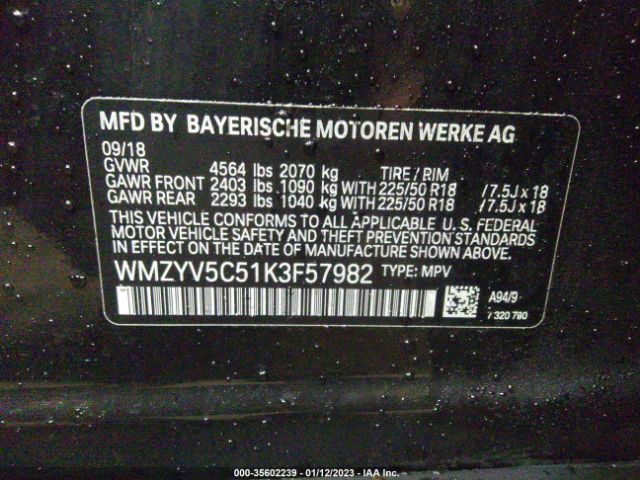 MFD BY BAYERISCHE MOTOREN WERKE AG
09/18
GVWR 4564 lbs 2070 kg TIRE / RIM
GAWR FRONT 2403 lbs 1090 kg WITH 225/50 R18 / 7.5J x 18
GAWR REAR 2293 lbs 1040 kg WITH 225/50 R18 / 7.5J x 18
THIS VEHICLE CONFORMS TO ALL APPLICABLE U. S. FEDERAL
MOTOR VEHICLE SAFETY AND THEFT PREVENTION STANDARDS
IN EFFECT ON THE DATE OF MANUFACTURE SHOWN ABOVE.
WMZYV5C51K3F57982 TYPE: MPV
A94/9
7 320 790
000-35602239 - 01/12/2023 - IAA Inc.